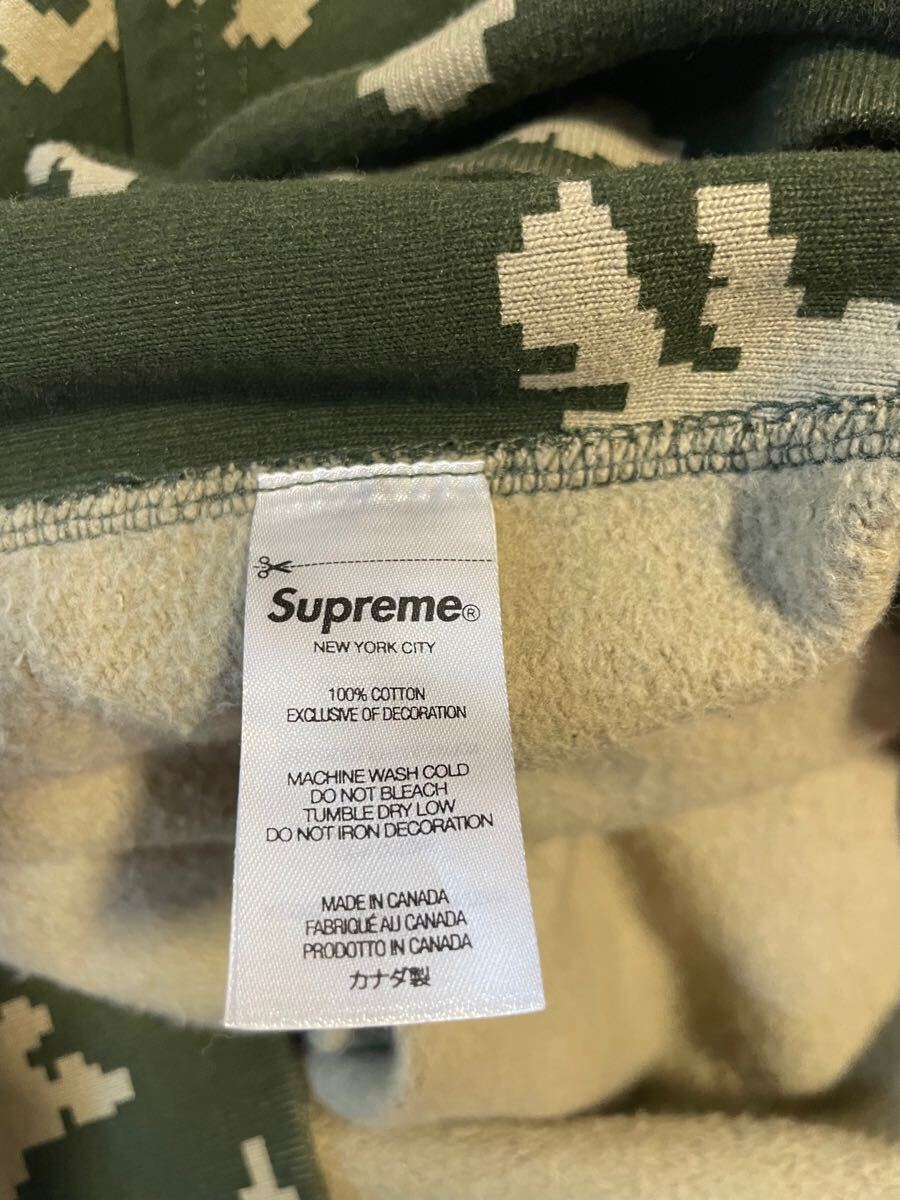 Supreme®
NEW YORK CITY
100% COTTON
EXCLUSIVE OF DECORATION
MACHINE WASH COLD
DO NOT BLEACH
TUMBLE DRY LOW
DO NOT IRON DECORATION
MADE IN CANADA
FABRIQUÉ AU CANADA
PRODOTTO IN CANADA
カナダ製